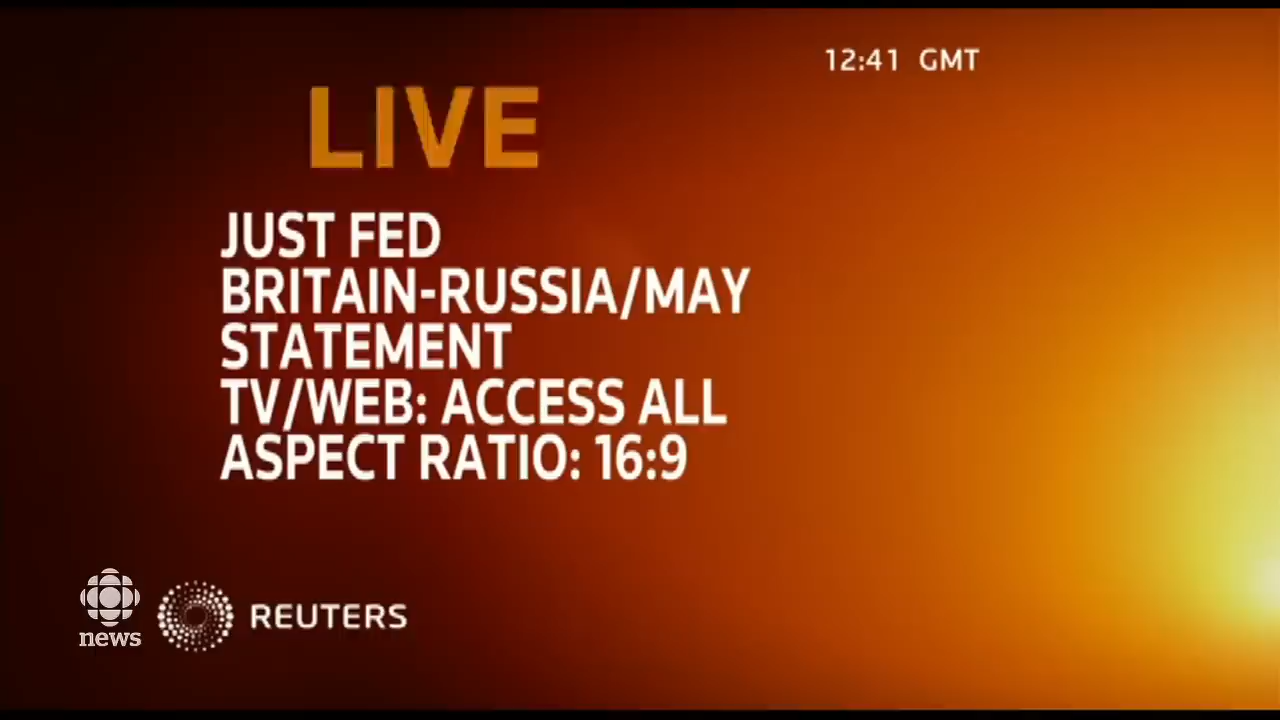 12:41 GMT
LIVE
JUST FED
BRITAIN-RUSSIA/MAY
STATEMENT
TV/WEB: ACCESS ALL
ASPECT RATIO: 16:9
news
REUTERS